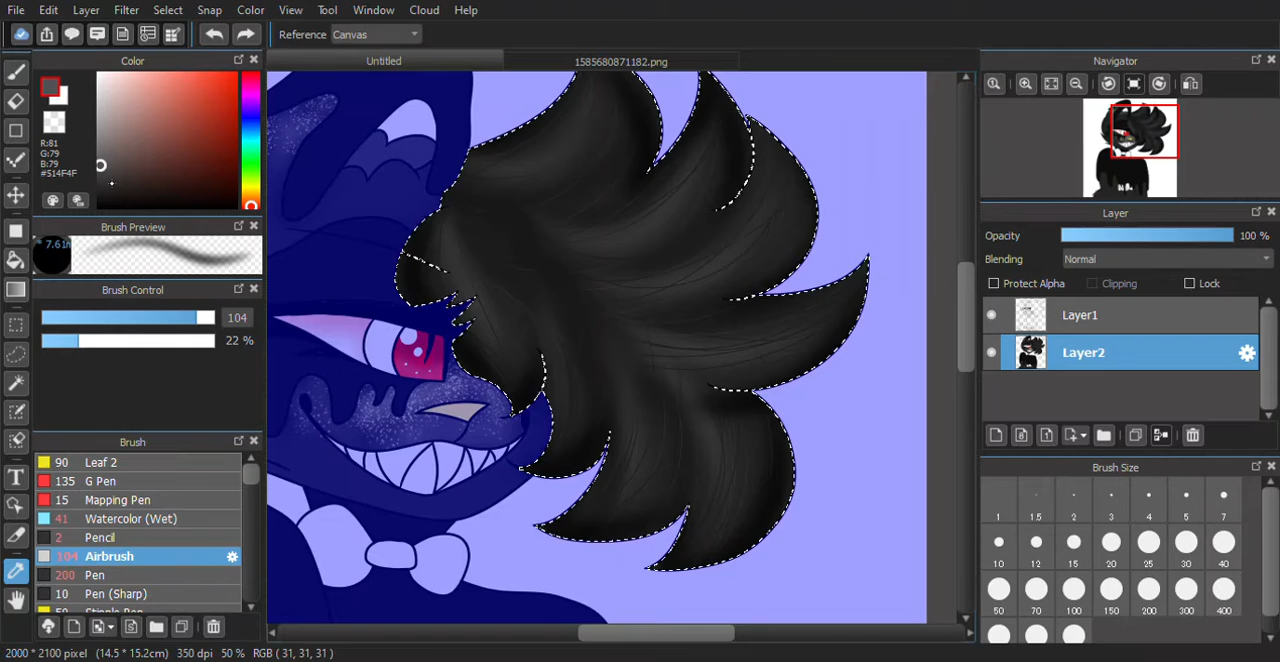 File Edit Layer Filter Select Snap Color View Tool Window Cloud Help
Reference Canvas
Color
Untitled
1585680871182.png
Navigator
R:81
G:79
B:79
#514F4F
Brush Preview
* 7.61
Brush Control
104
22 %
Layer
Opacity 100 %
Blending Normal
Protect Alpha Clipping Lock
Layer1
Layer2
Brush
90 Leaf 2
135 G Pen
15 Mapping Pen
41 Watercolor (Wet)
2 Pencil
104 Airbrush
200 Pen
10 Pen (Sharp)
50 Stipple Pen
Brush Size
1 1.5 2 3 4 5 7
10 12 15 20 25 30 40
50 70 100 150 200 300 400
2000 * 2100 pixel (14.5 * 15.2cm) 350 dpi 50 % RGB ( 31, 31, 31 )